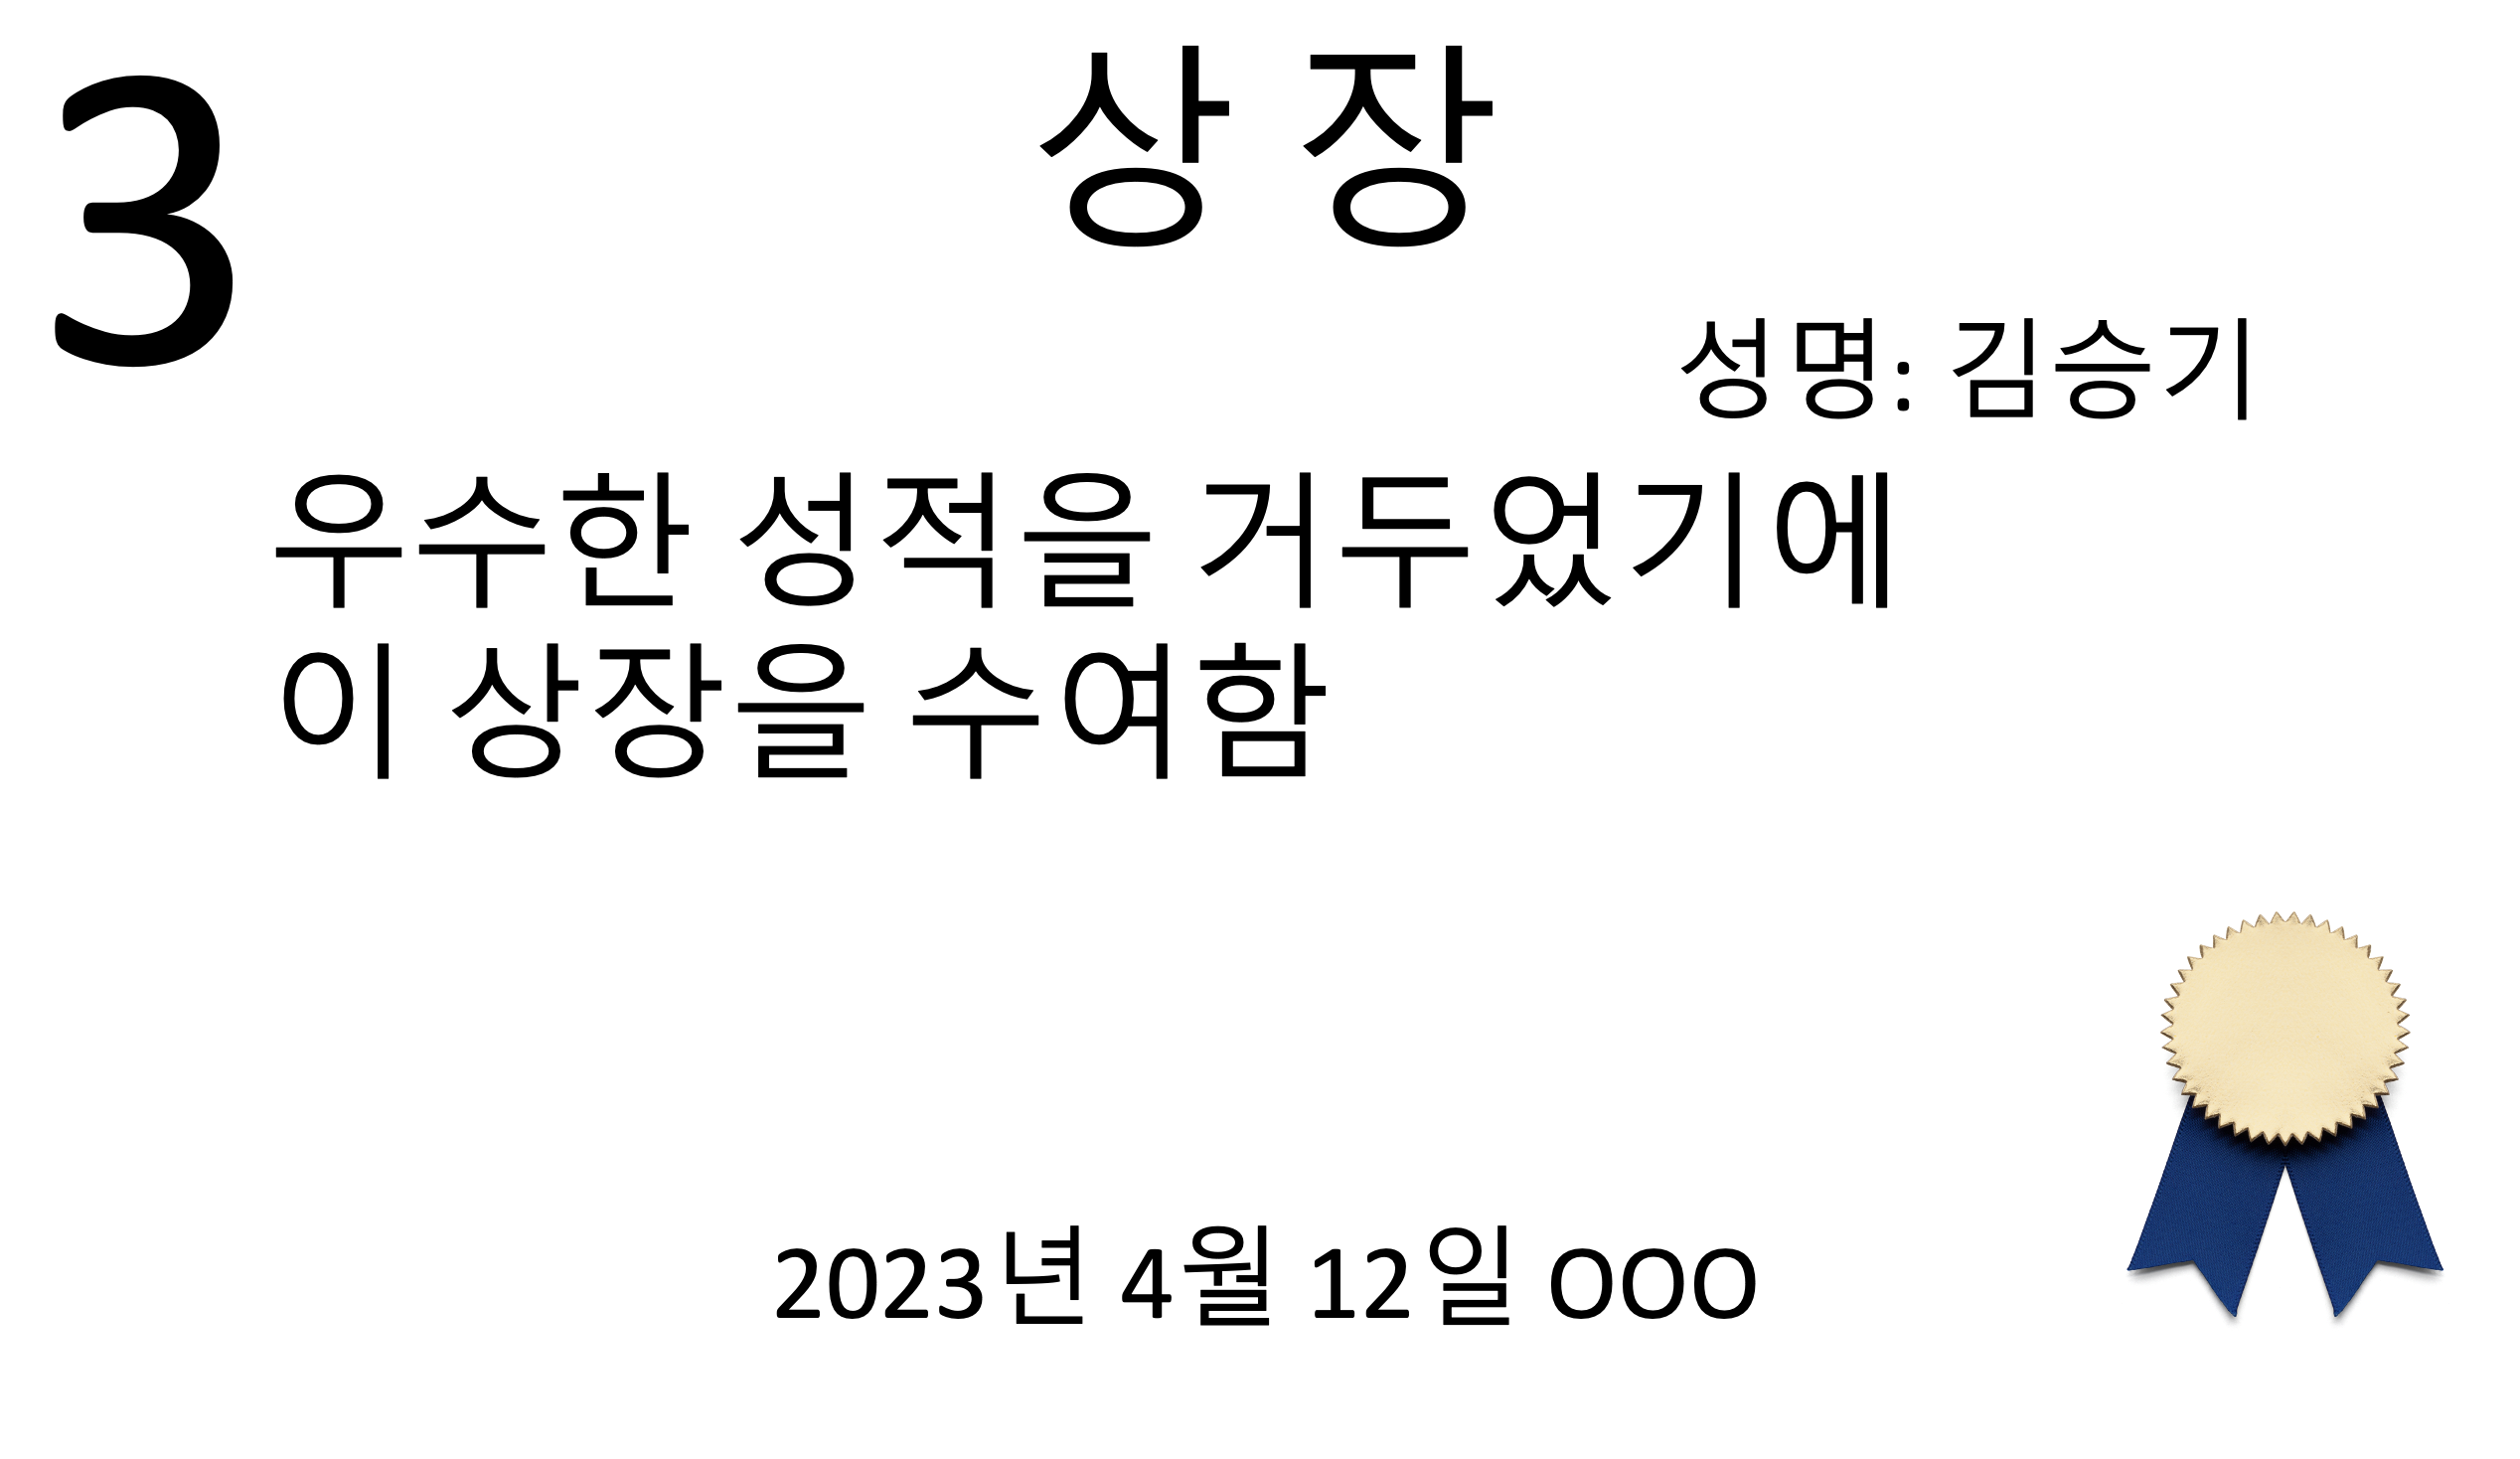 3
상 장
성 명: 김승기
우수한 성적을 거두었기에
이 상장을 수여함
2023년 4월 12일 OOO